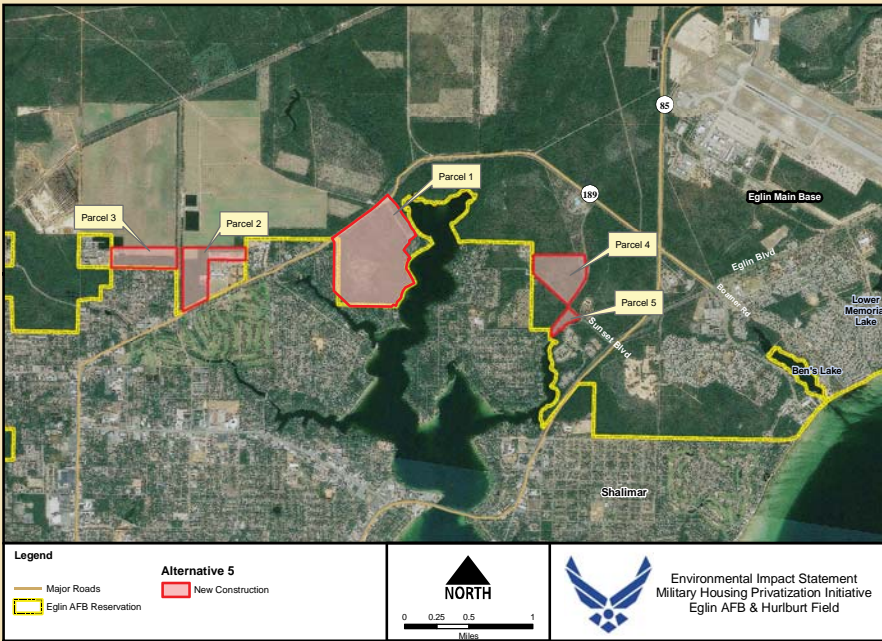 85
Parcel 1
189
Eglin Main Base
Parcel 3
Parcel 2
Parcel 4
Eglin Blvd
Boatner Rd
Parcel 5
Lower
Memorial
Lake
Sunset Blvd
Ben's Lake
Shalimar
Legend
Major Roads
Eglin AFB Reservation
Alternative 5
New Construction
NORTH
0 0.25 0.5 1
Miles
Environmental Impact Statement
Military Housing Privatization Initiative
Eglin AFB & Hurlburt Field